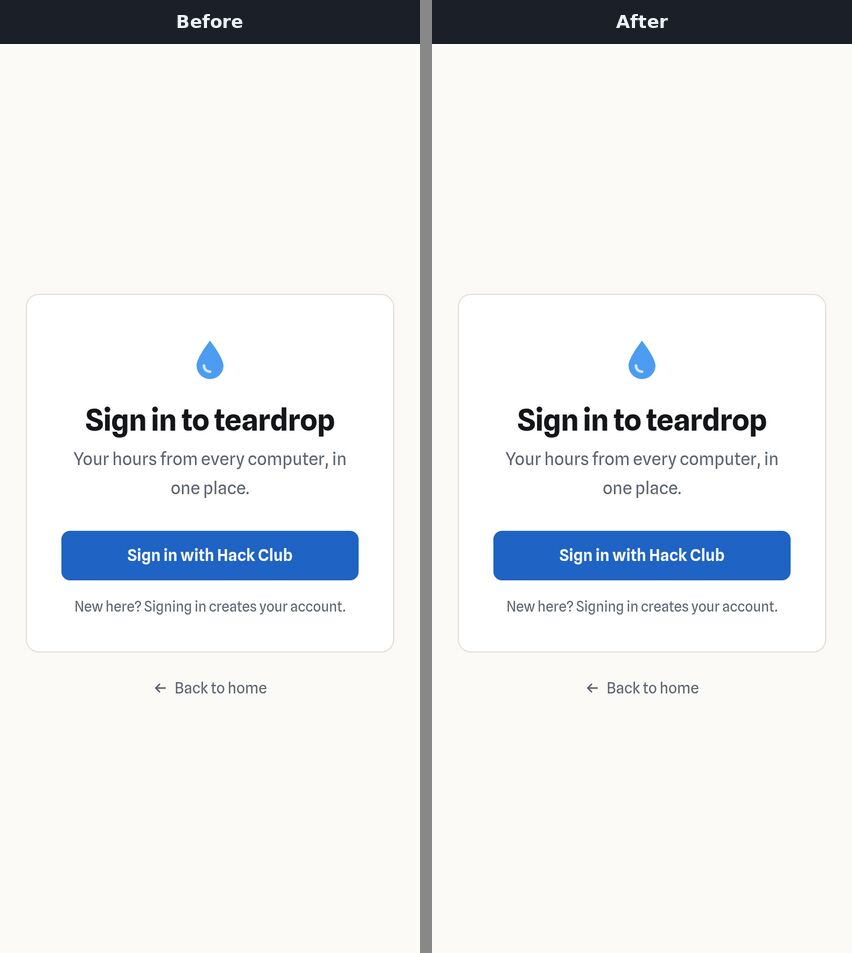 Before
Sign in to teardrop
Your hours from every computer, in
one place.
Sign in with Hack Club
New here? Signing in creates your account.
← Back to home
After
Sign in to teardrop
Your hours from every computer, in
one place.
Sign in with Hack Club
New here? Signing in creates your account.
← Back to home